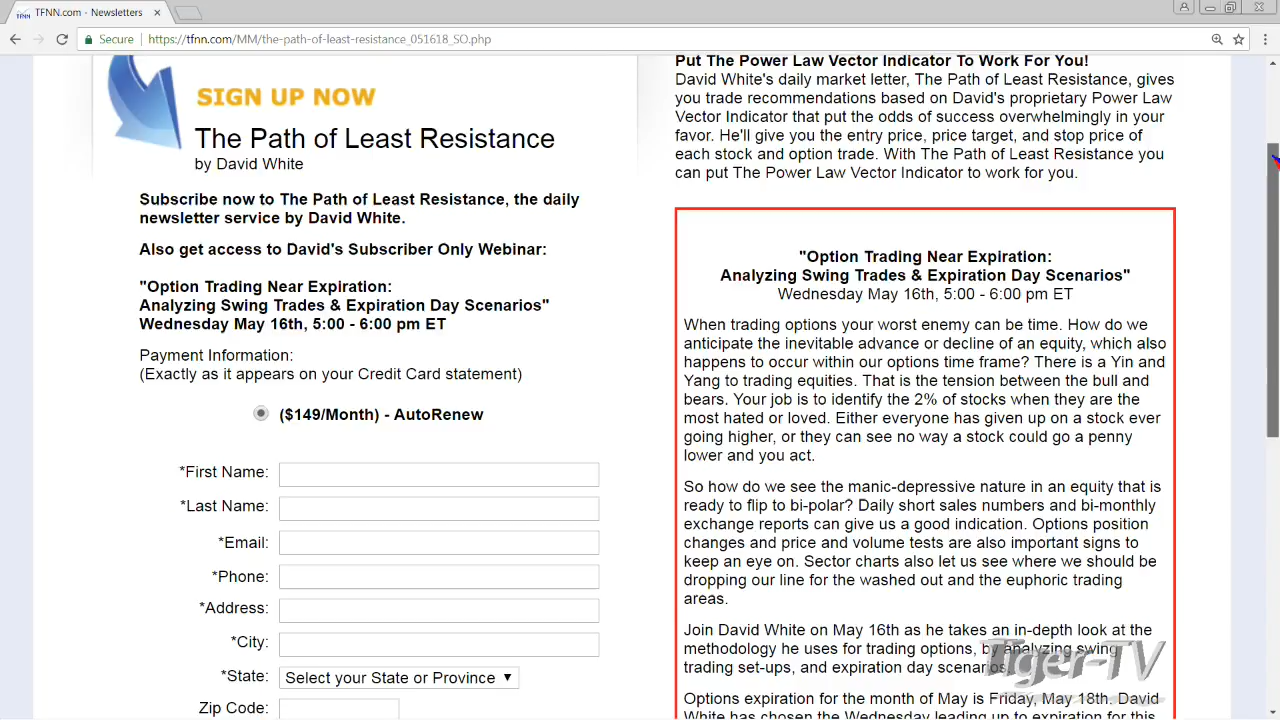 TFNN.com - Newsletters
Secure
https://tfnn.com/MM/the-path-of-least-resistance_051618_SO.php
SIGN UP NOW
The Path of Least Resistance
by David White
Subscribe now to The Path of Least Resistance, the daily
newsletter service by David White.
Also get access to David's Subscriber Only Webinar:
"Option Trading Near Expiration:
Analyzing Swing Trades & Expiration Day Scenarios"
Wednesday May 16th, 5:00 - 6:00 pm ET
Payment Information:
(Exactly as it appears on your Credit Card statement)
($149/Month) - AutoRenew
*First Name:
*Last Name:
*Email:
*Phone:
*Address:
*City:
*State:
Select your State or Province
Zip Code:
Put The Power Law Vector Indicator To Work For You!
David White's daily market letter, The Path of Least Resistance, gives
you trade recommendations based on David's proprietary Power Law
Vector Indicator that put the odds of success overwhelmingly in your
favor. He'll give you the entry price, price target, and stop price of
each stock and option trade. With The Path of Least Resistance you
can put The Power Law Vector Indicator to work for you.
"Option Trading Near Expiration:
Analyzing Swing Trades & Expiration Day Scenarios"
Wednesday May 16th, 5:00 - 6:00 pm ET
When trading options your worst enemy can be time. How do we
anticipate the inevitable advance or decline of an equity, which also
happens to occur within our options time frame? There is a Yin and
Yang to trading equities. That is the tension between the bull and
bears. Your job is to identify the 2% of stocks when they are the
most hated or loved. Either everyone has given up on a stock ever
going higher, or they can see no way a stock could go a penny
lower and you act.
So how do we see the manic-depressive nature in an equity that is
ready to flip to bi-polar? Daily short sales numbers and bi-monthly
exchange reports can give us a good indication. Options position
changes and price and volume tests are also important signs to
keep an eye on. Sector charts also let us see where we should be
dropping our line for the washed out and the euphoric trading
areas.
Join David White on May 16th as he takes an in-depth look at the
methodology he uses for trading options, by analyzing swing
trading set-ups, and expiration day scenarios.
Options expiration for the month of May is Friday, May 18th. David
White has chosen the Wednesday leading up to expiration for this
Tiger-TV